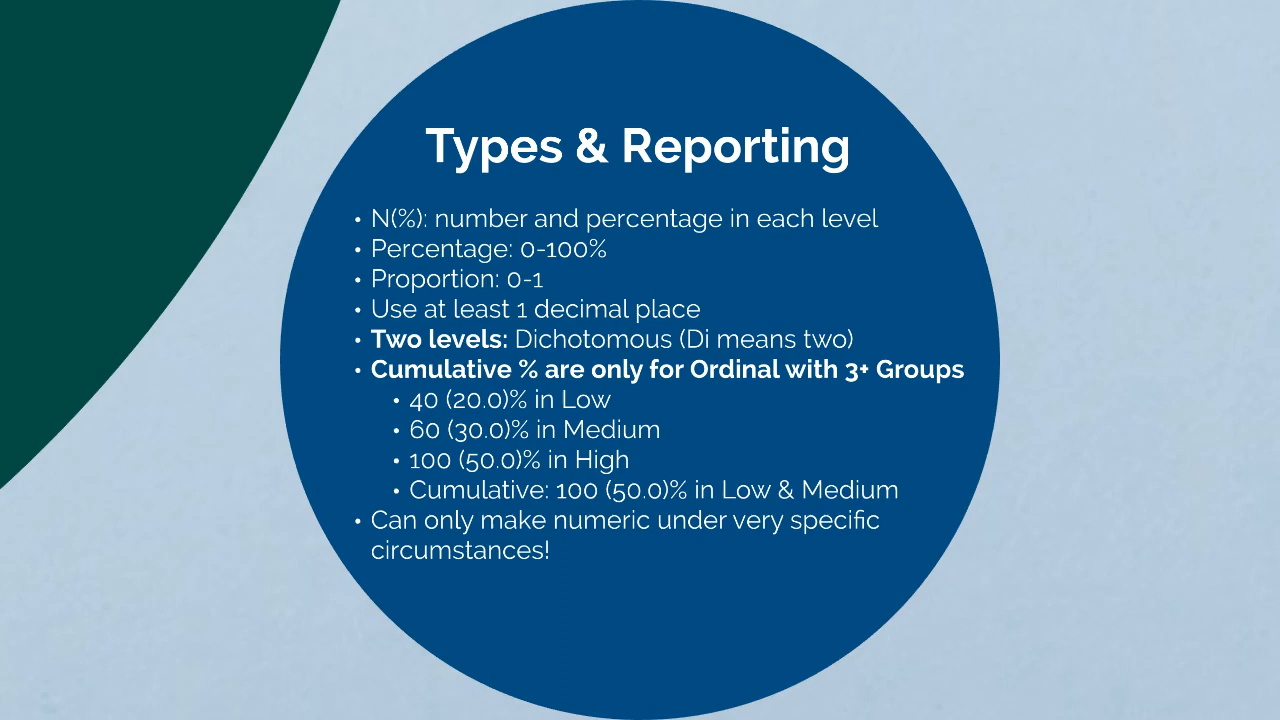 Types & Reporting
• N(%): number and percentage in each level
• Percentage: 0-100%
• Proportion: 0-1
• Use at least 1 decimal place
• Two levels: Dichotomous (Di means two)
• Cumulative % are only for Ordinal with 3+ Groups
• 40 (20.0)% in Low
• 60 (30.0)% in Medium
• 100 (50.0)% in High
• Cumulative: 100 (50.0)% in Low & Medium
• Can only make numeric under very specific
circumstances!